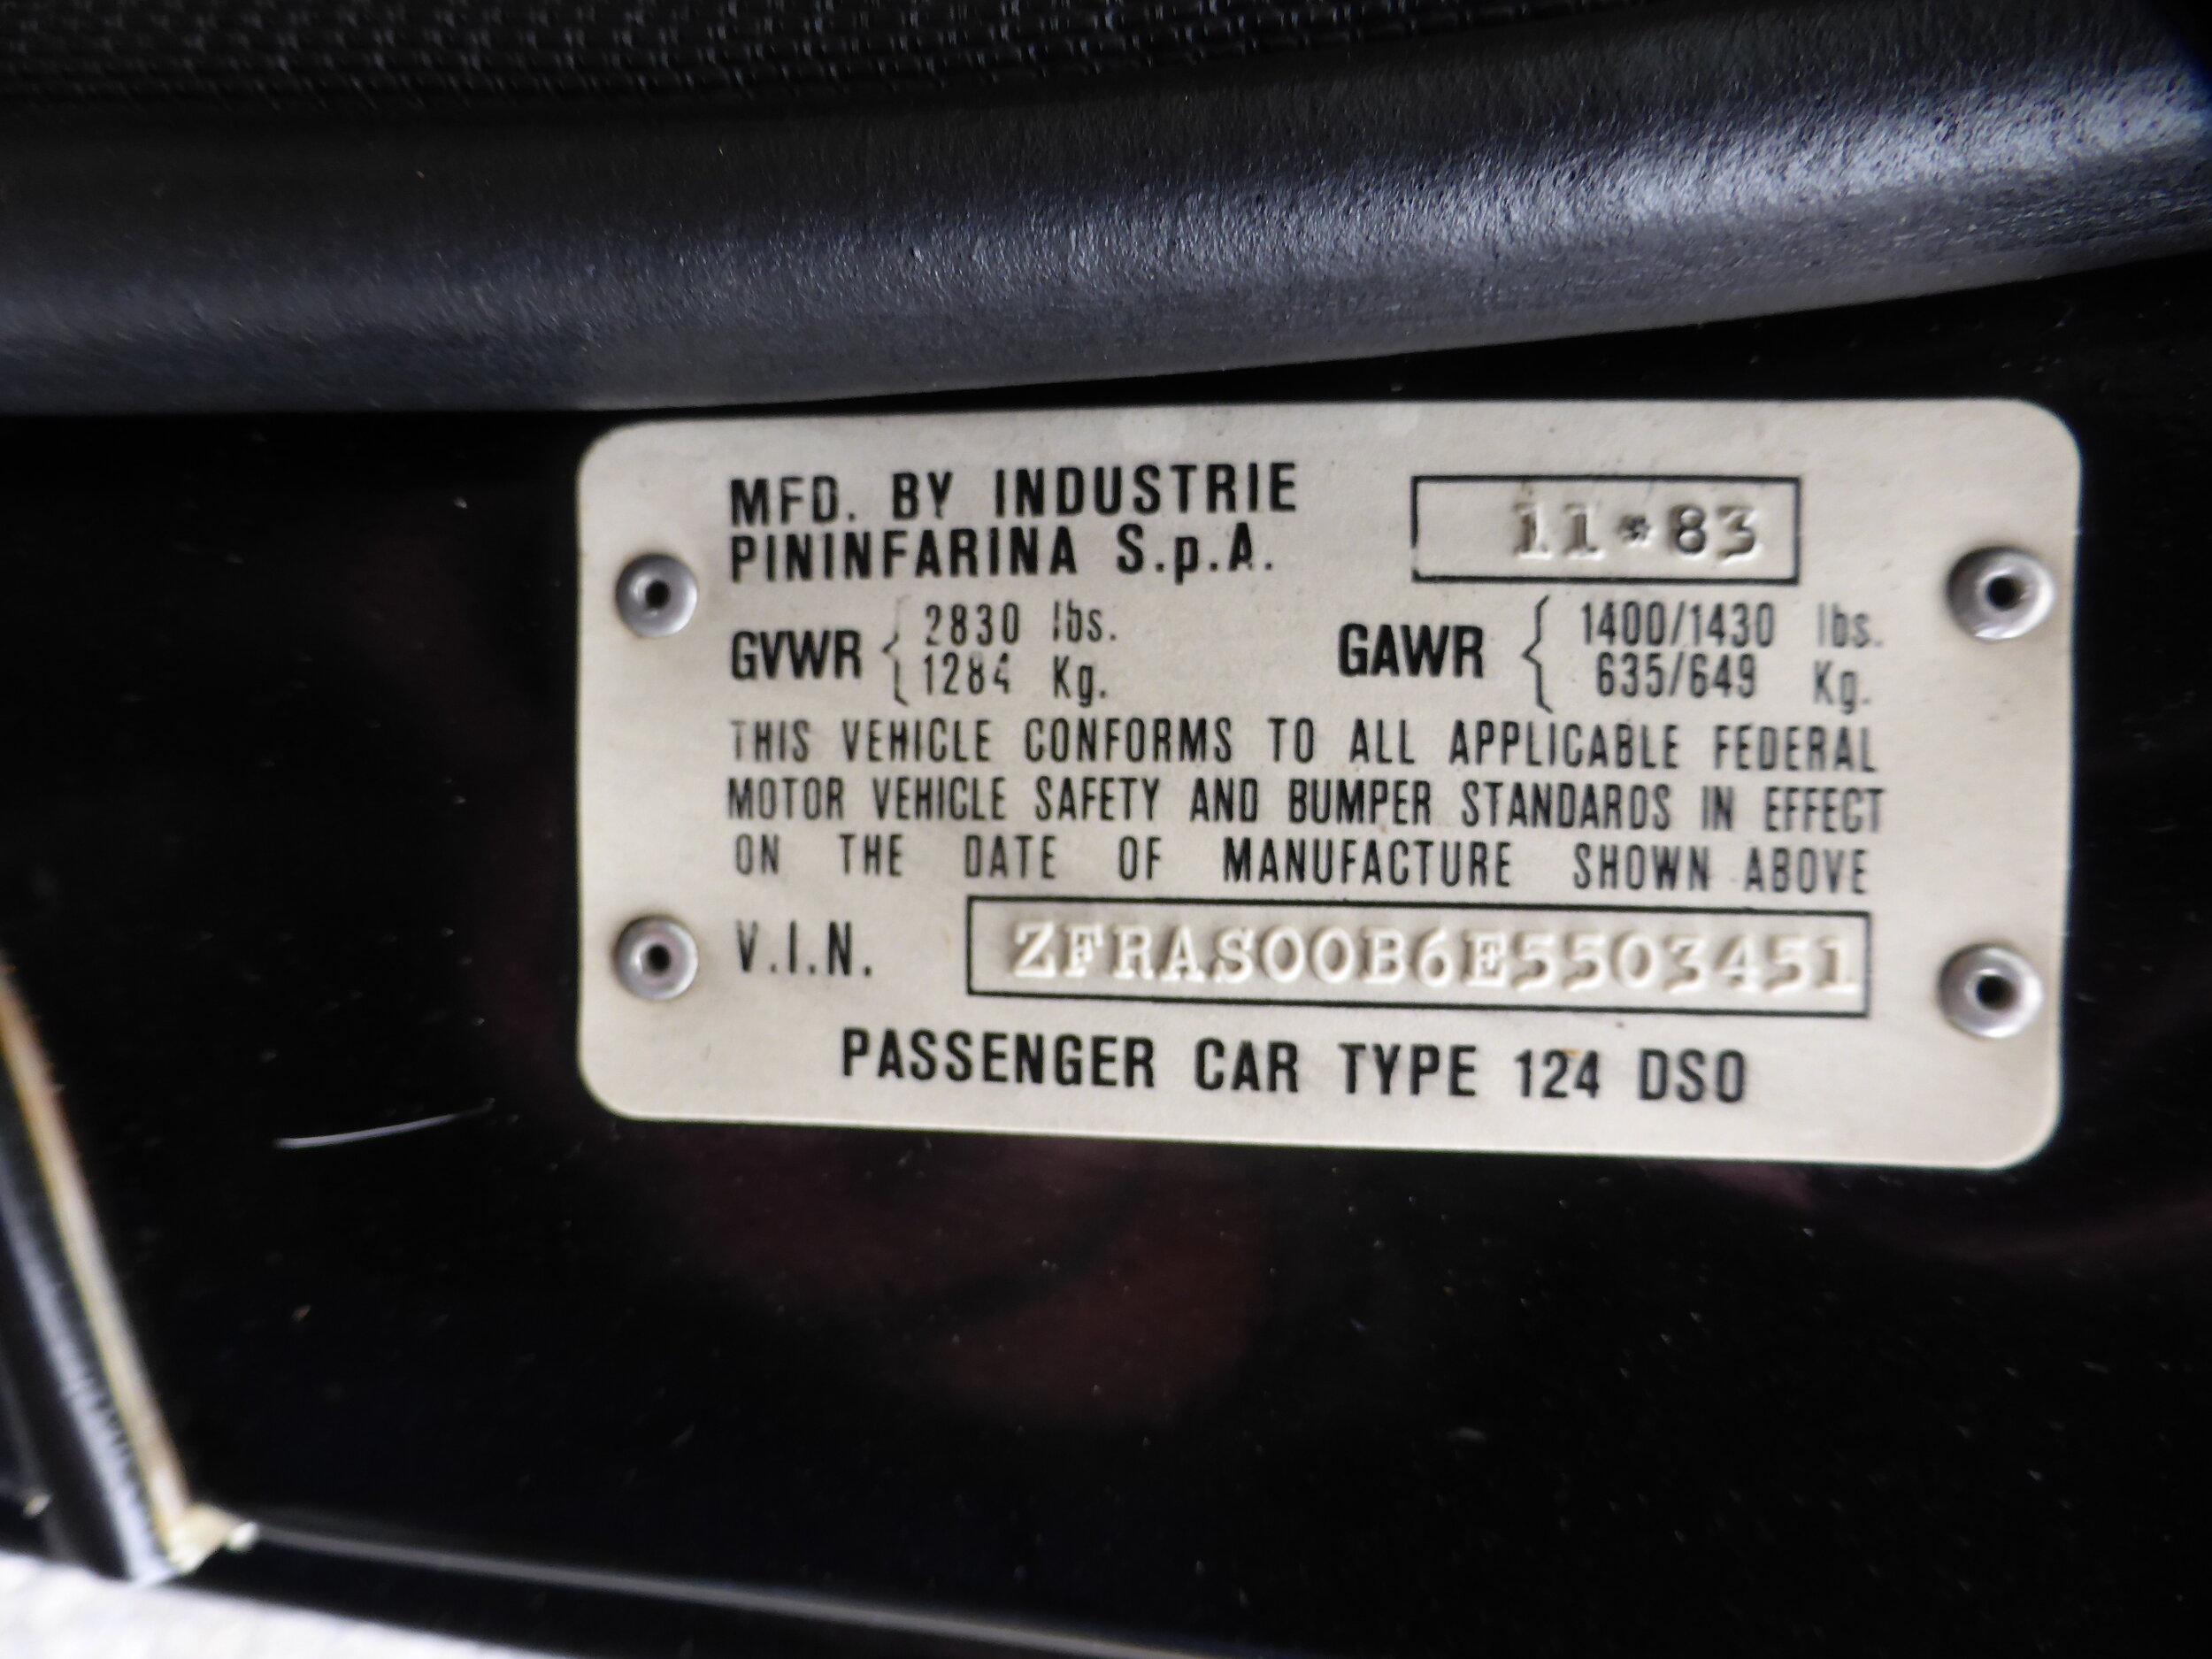 MFD. BY INDUSTRIE
PININFARINA S.p.A.
11*83
GVWR { 2830 lbs.
1284 Kg.
GAWR { 1400/1430 lbs.
635/649 Kg.
THIS VEHICLE CONFORMS TO ALL APPLICABLE FEDERAL
MOTOR VEHICLE SAFETY AND BUMPER STANDARDS IN EFFECT
ON THE DATE OF MANUFACTURE SHOWN ABOVE
V.I.N. ZFRAS00B6E5503451
PASSENGER CAR TYPE 124 DS0